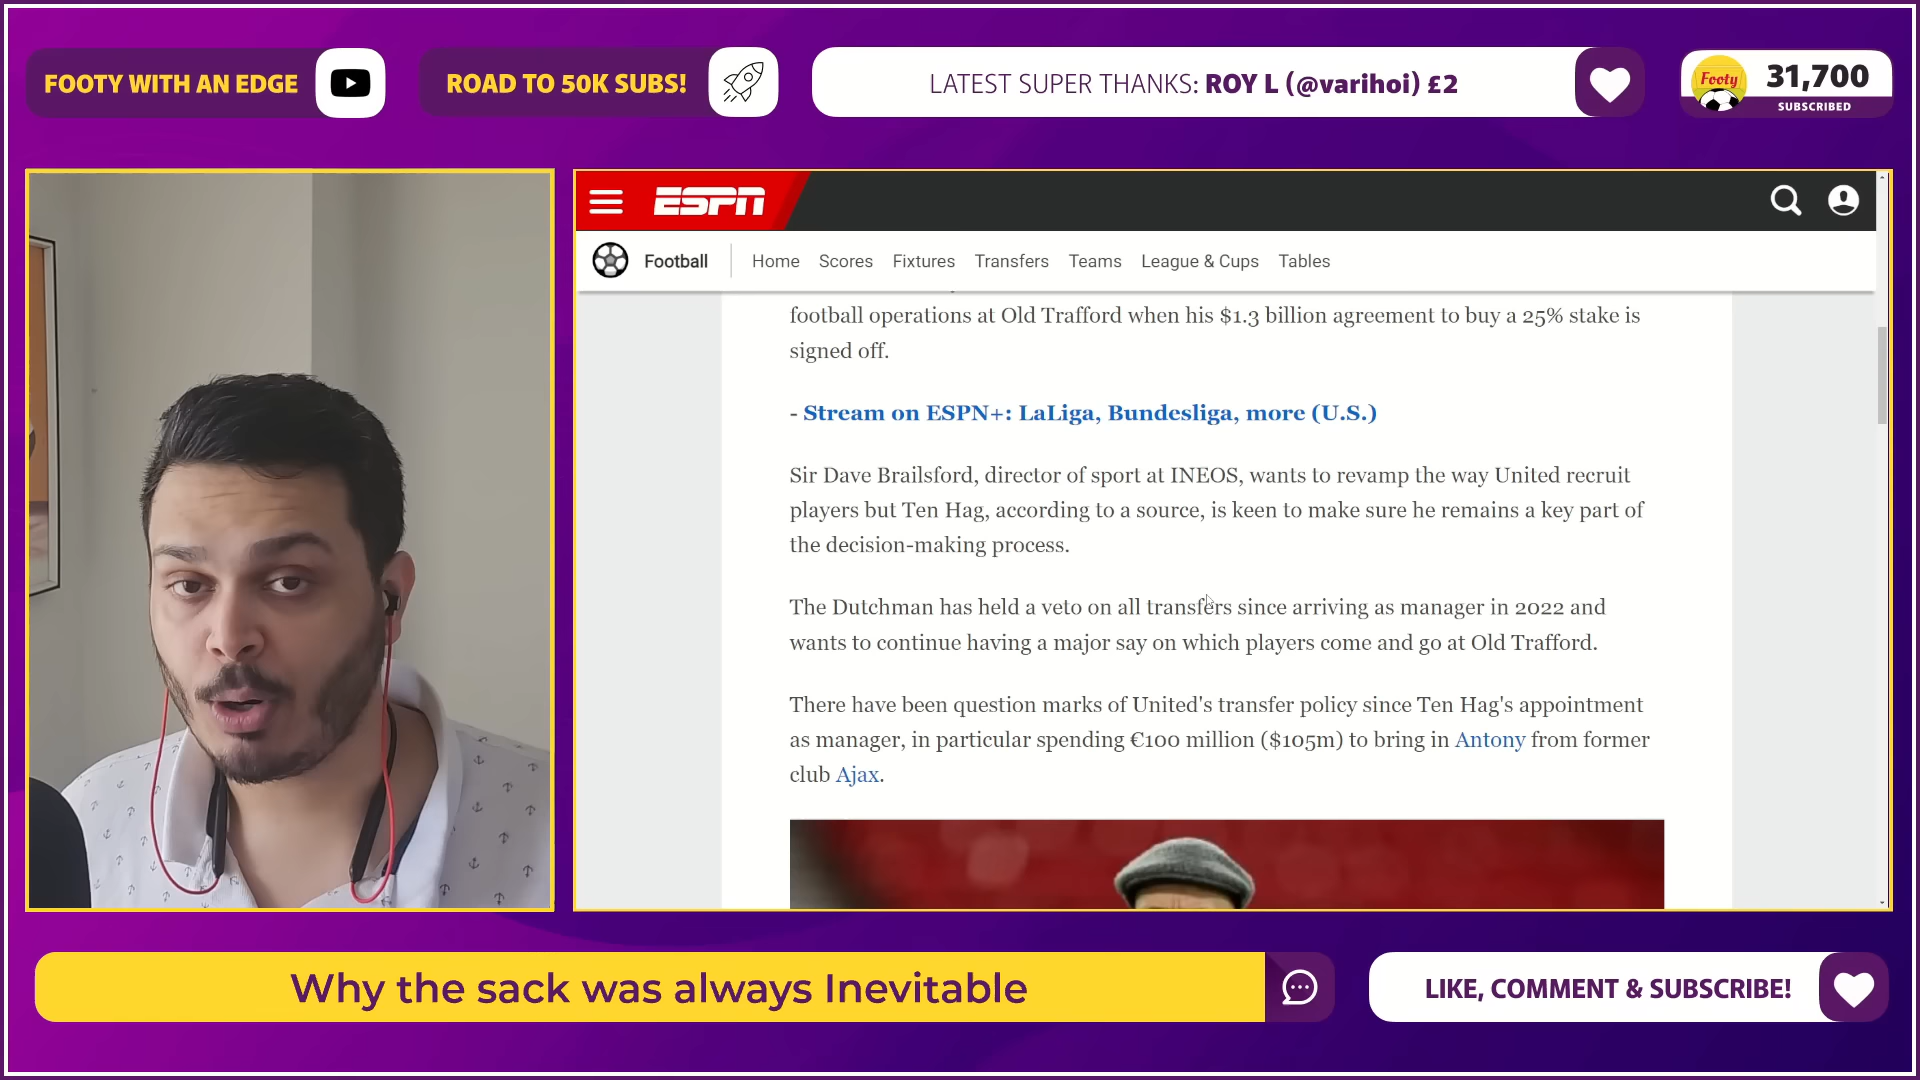 FOOTY WITH AN EDGE
ROAD TO 50K SUBS!
LATEST SUPER THANKS: ROY L (@varihoi) £2
Footy
31,700
SUBSCRIBED
ESPN
Football
Home
Scores
Fixtures
Transfers
Teams
League & Cups
Tables
football operations at Old Trafford when his $1.3 billion agreement to buy a 25% stake is
signed off.
- Stream on ESPN+: LaLiga, Bundesliga, more (U.S.)
Sir Dave Brailsford, director of sport at INEOS, wants to revamp the way United recruit
players but Ten Hag, according to a source, is keen to make sure he remains a key part of
the decision-making process.
The Dutchman has held a veto on all transfers since arriving as manager in 2022 and
wants to continue having a major say on which players come and go at Old Trafford.
There have been question marks of United's transfer policy since Ten Hag's appointment
as manager, in particular spending €100 million ($105m) to bring in Antony from former
club Ajax.
Why the sack was always Inevitable
LIKE, COMMENT & SUBSCRIBE!